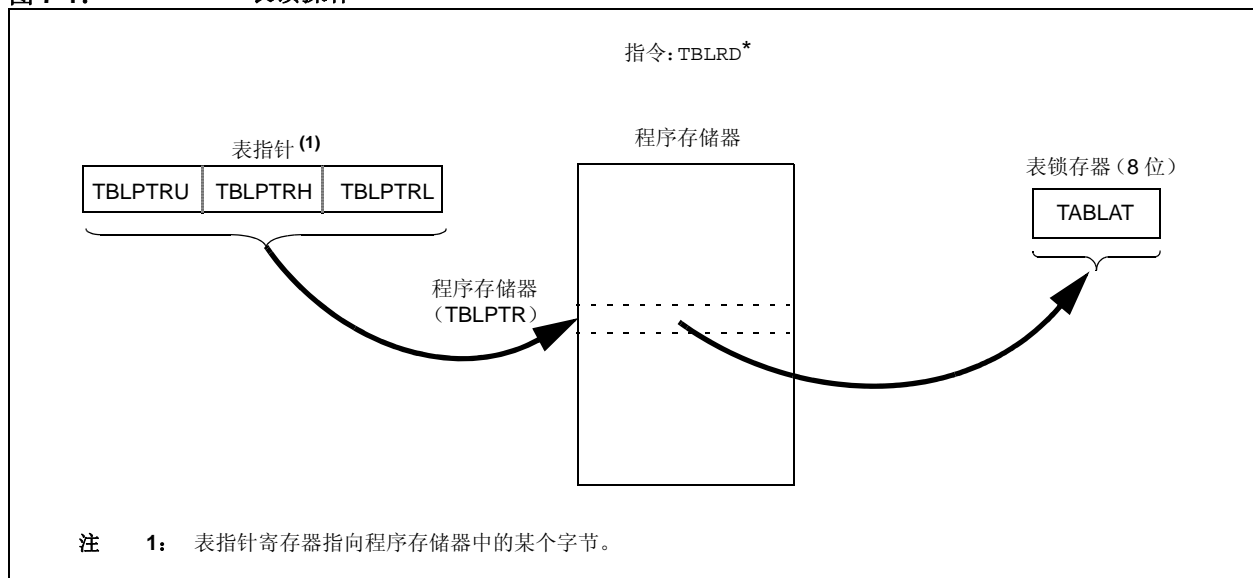 指令：TBLRD*
表指针(1)
程序存储器
表锁存器（8 位）
TBLPTRU TBLPTRH TBLPTRL
TABLAT
程序存储器
（TBLPTR）
注 1： 表指针寄存器指向程序存储器中的某个字节。